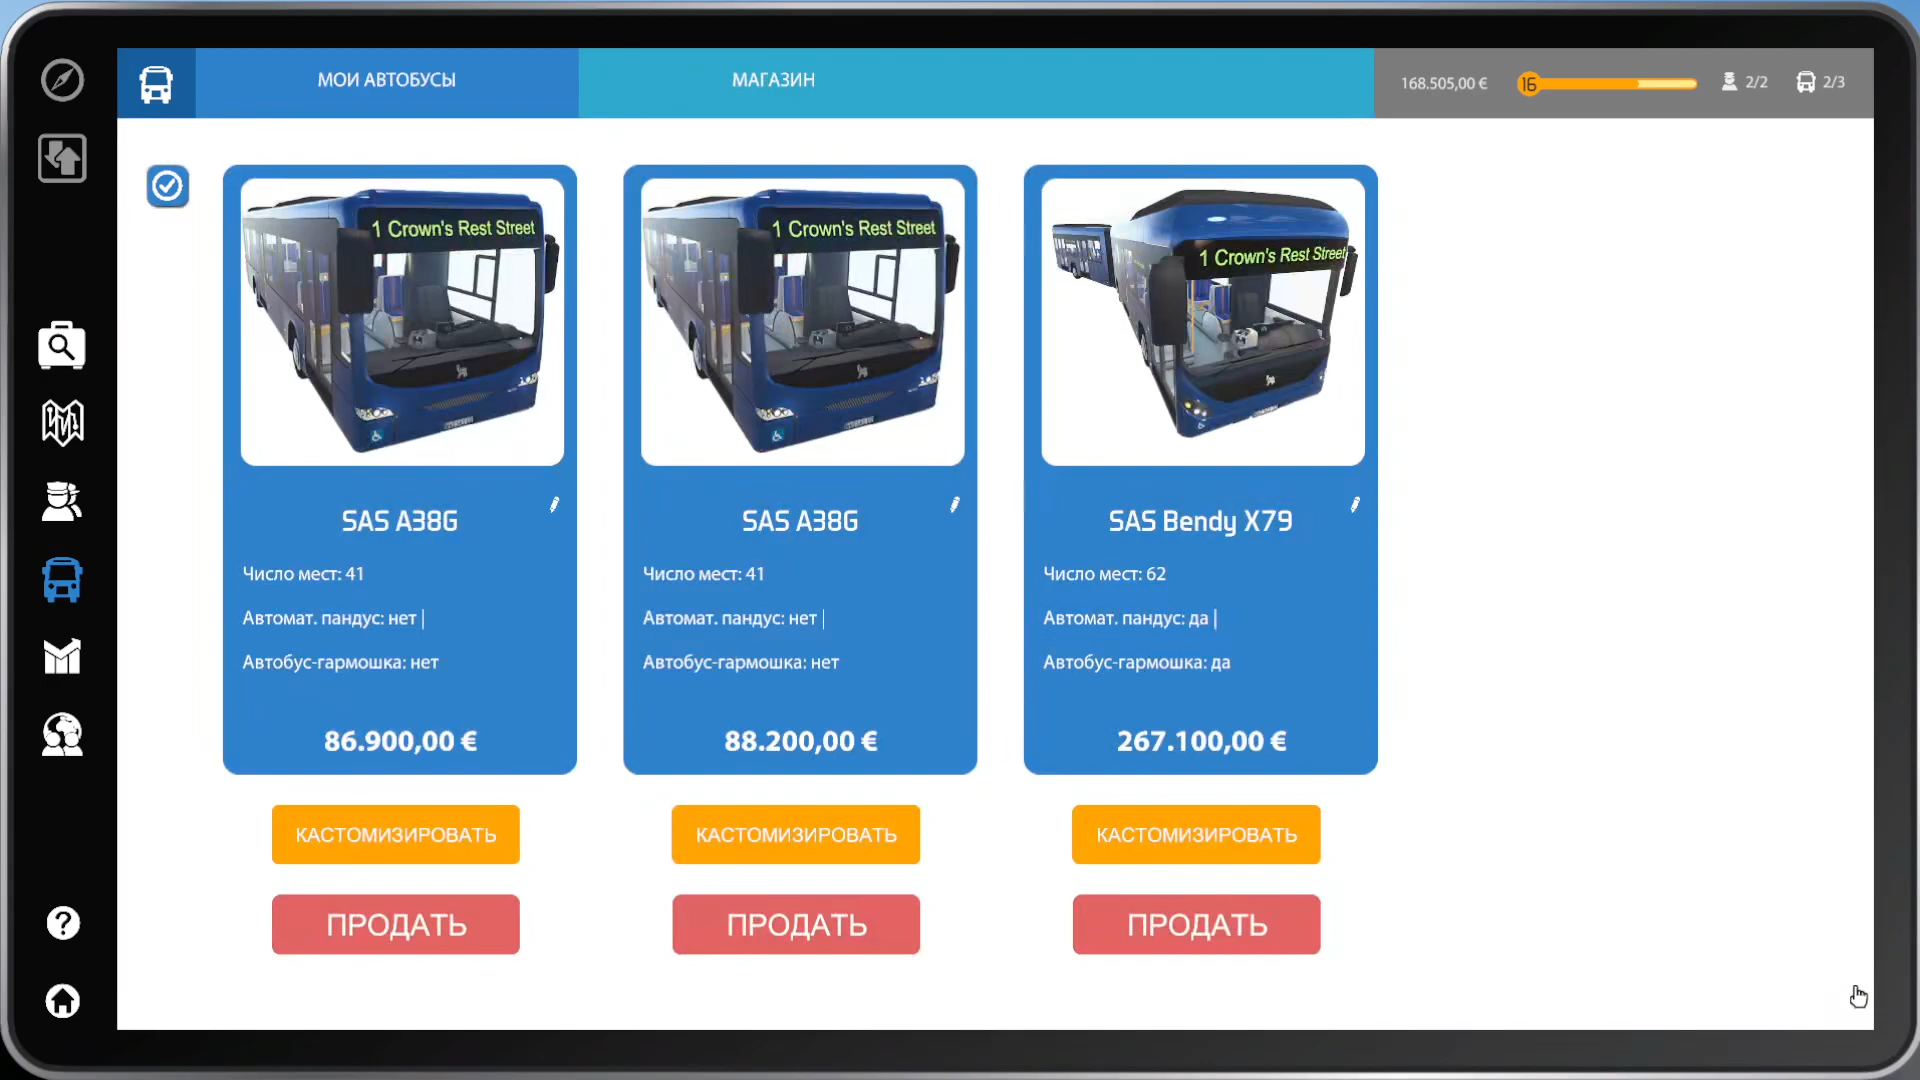 МОИ АВТОБУСЫ
МАГАЗИН
168.505,00 €
16
2/2
2/3
1 Crown's Rest Street
1 Crown's Rest Street
1 Crown's Rest Street
SAS A38G
Число мест: 41
Автомат. пандус: нет |
Автобус-гармошка: нет
86.900,00 €
КАСТОМИЗИРОВАТЬ
ПРОДАТЬ
SAS A38G
Число мест: 41
Автомат. пандус: нет |
Автобус-гармошка: нет
88.200,00 €
КАСТОМИЗИРОВАТЬ
ПРОДАТЬ
SAS Bendy X79
Число мест: 62
Автомат. пандус: да |
Автобус-гармошка: да
267.100,00 €
КАСТОМИЗИРОВАТЬ
ПРОДАТЬ